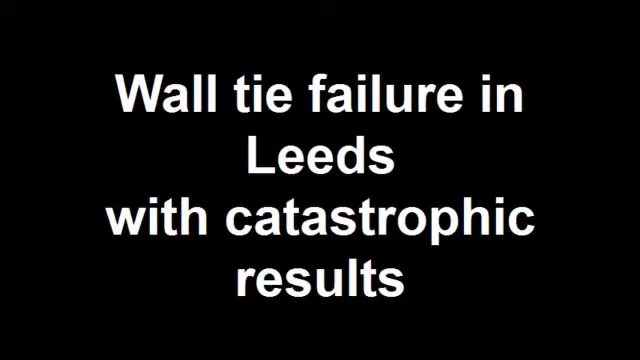 Wall tie failure in
Leeds
with catastrophic
results